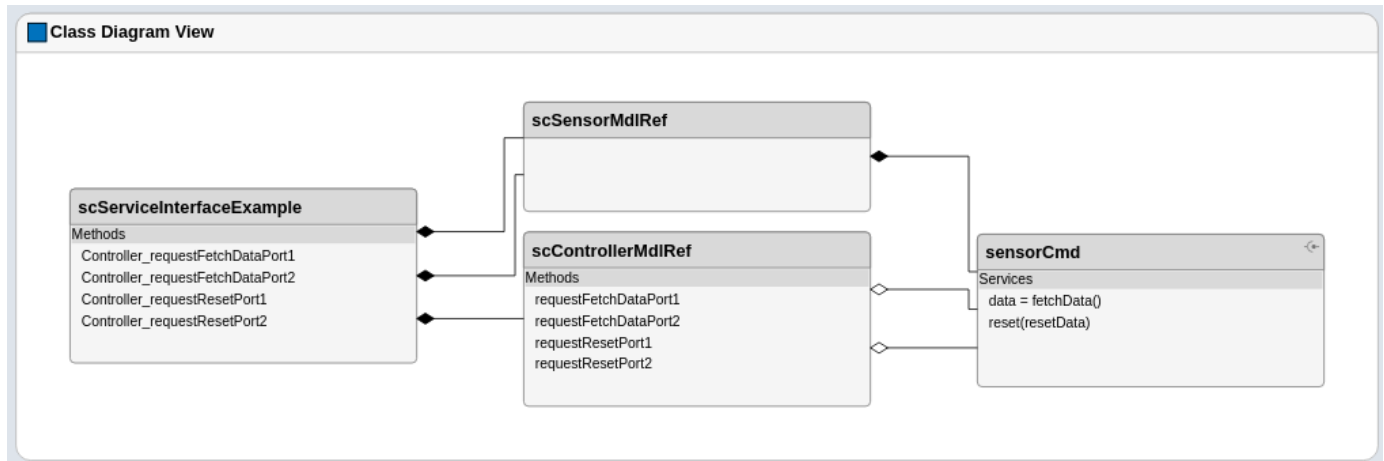 Class Diagram View
scSensorMdlRef
scServiceInterfaceExample
Methods
Controller_requestFetchDataPort1
Controller_requestFetchDataPort2
Controller_requestResetPort1
Controller_requestResetPort2
scControllerMdlRef
Methods
requestFetchDataPort1
requestFetchDataPort2
requestResetPort1
requestResetPort2
sensorCmd
Services
data = fetchData()
reset(resetData)